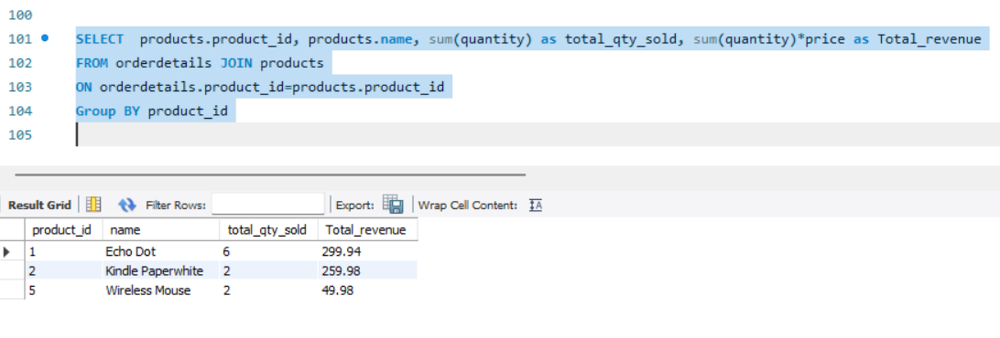 100
101 SELECT  products.product_id, products.name, sum(quantity) as total_qty_sold, sum(quantity)*price as Total_revenue
102 FROM orderdetails JOIN products
103 ON orderdetails.product_id=products.product_id
104 Group BY product_id
105
Result Grid Filter Rows: Export: Wrap Cell Content: IA
product_id name total_qty_sold Total_revenue
1 Echo Dot 6 299.94
2 Kindle Paperwhite 2 259.98
5 Wireless Mouse 2 49.98